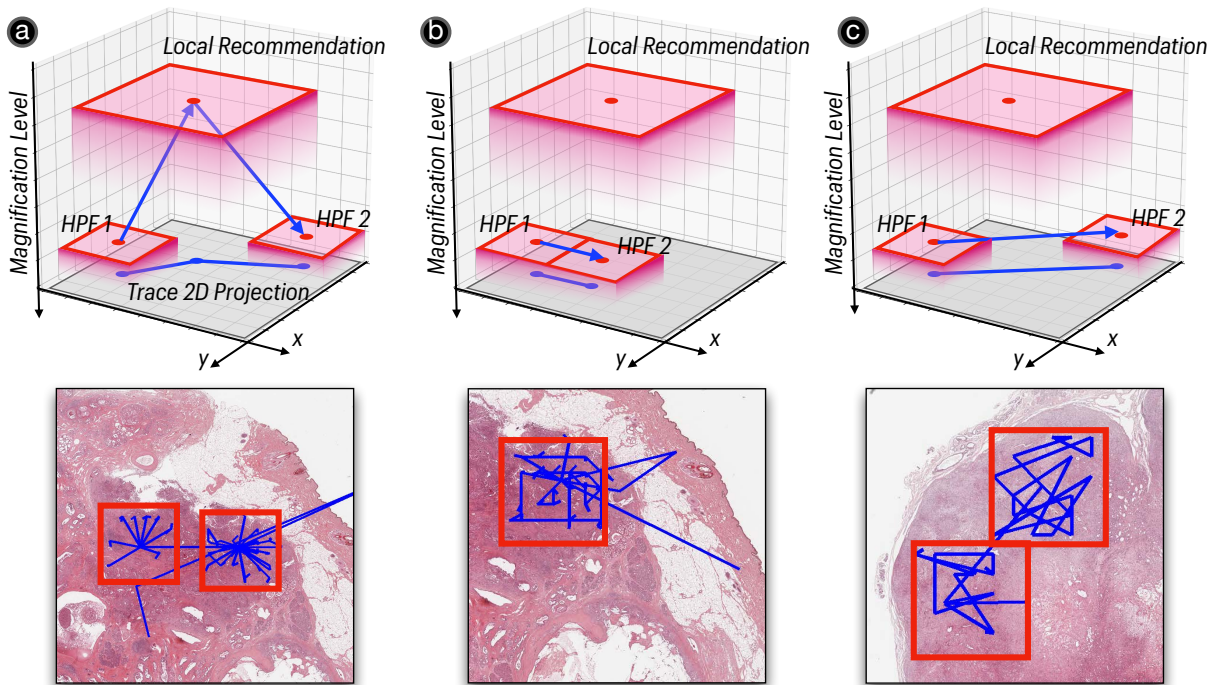 a
Local Recommendation
Magnification Level
HPF 1
HPF 2
Trace 2D Projection
x
y
b
Local Recommendation
Magnification Level
HPF 1
HPF 2
x
y
c
Local Recommendation
Magnification Level
HPF 1
HPF 2
x
y